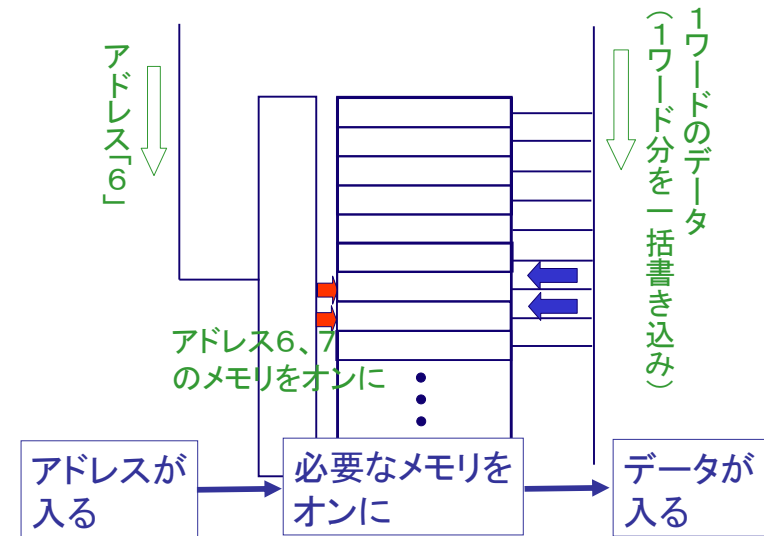 アドレス「６」
１ワードのデータ
（１ワード分を一括書き込み）
アドレス６、７
のメモリをオンに
アドレスが
入る
必要なメモリを
オンに
データが
入る